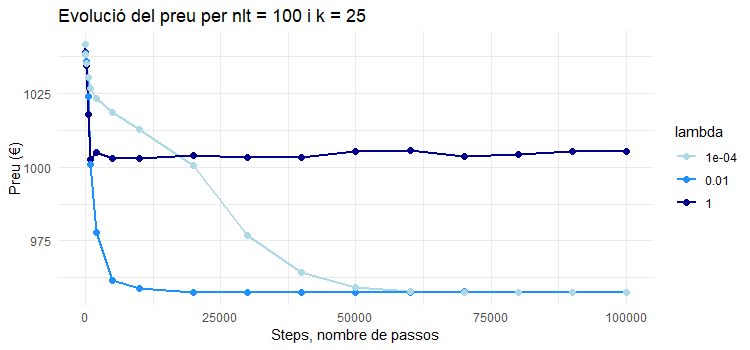 Evolució del preu per nlt = 100 i k = 25
Preu (€)
1025
1000
975
0
25000
50000
75000
100000
Steps, nombre de passos
lambda
1e-04
0.01
1